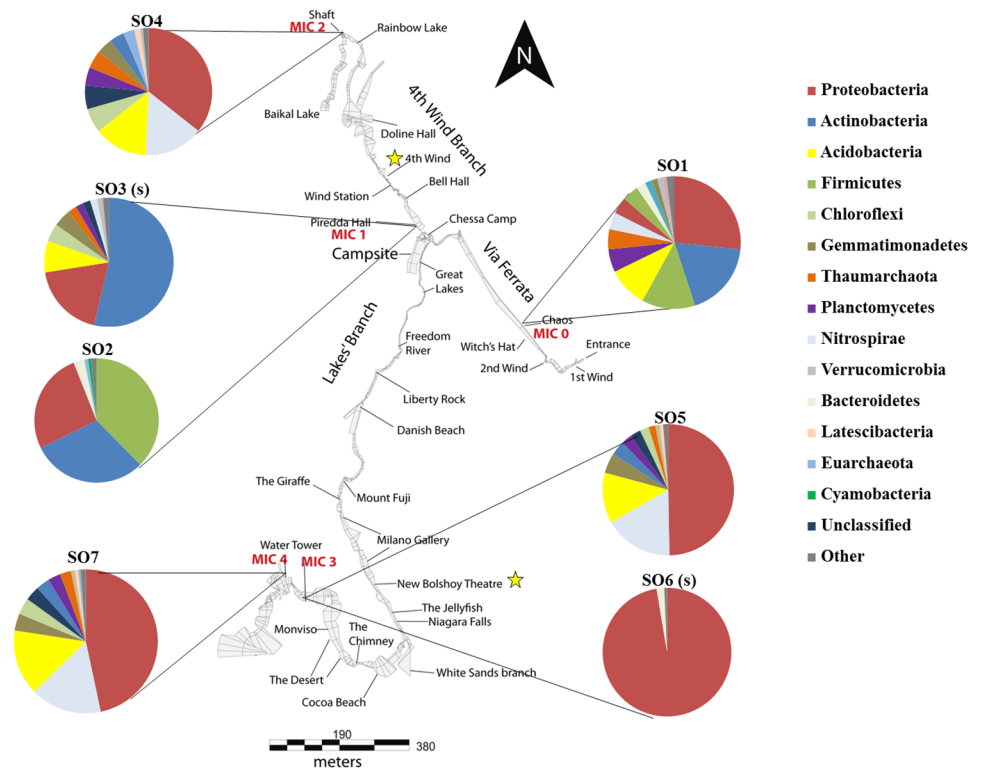 SO4
Shaft
MIC 2
Rainbow Lake
N
Baikal Lake
Doline Hall
4th Wind Branch
4th Wind
Bell Hall
Wind Station
SO3 (s)
Piredda Hall
MIC 1
Chessa Camp
Campsite
Via Ferrata
Great
Lakes
SO1
Chaos
MIC 0
Witch's Hat
Entrance
2nd Wind
1st Wind
Lakes' Branch
Freedom
River
SO2
Liberty Rock
Danish Beach
SO5
The Giraffe
Mount Fuji
Milano Gallery
Water Tower
MIC 4
MIC 3
SO7
New Bolshoy Theatre
SO6 (s)
The Jellyfish
Niagara Falls
Monviso
The
Chimney
White Sands branch
The Desert
Cocoa Beach
190
380
meters
Proteobacteria
Actinobacteria
Acidobacteria
Firmicutes
Chloroflexi
Gemmatimonadetes
Thaumarchaota
Planctomycetes
Nitrospirae
Verrucomicrobia
Bacteroidetes
Latescibacteria
Euarchaeota
Cyamobacteria
Unclassified
Other